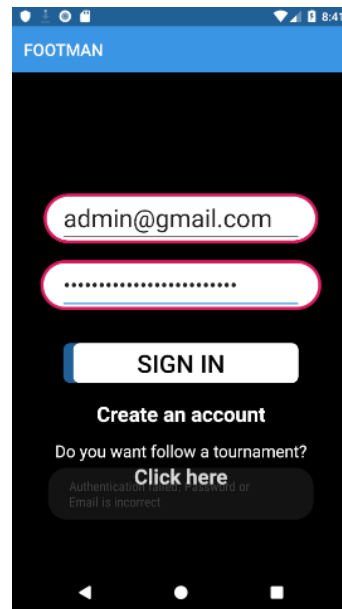 8:41
FOOTMAN
admin@gmail.com
•••••••••••••••••••••••••
SIGN IN
Create an account
Do you want follow a tournament?
Click here
Authentication failed. Password or
Email is incorrect